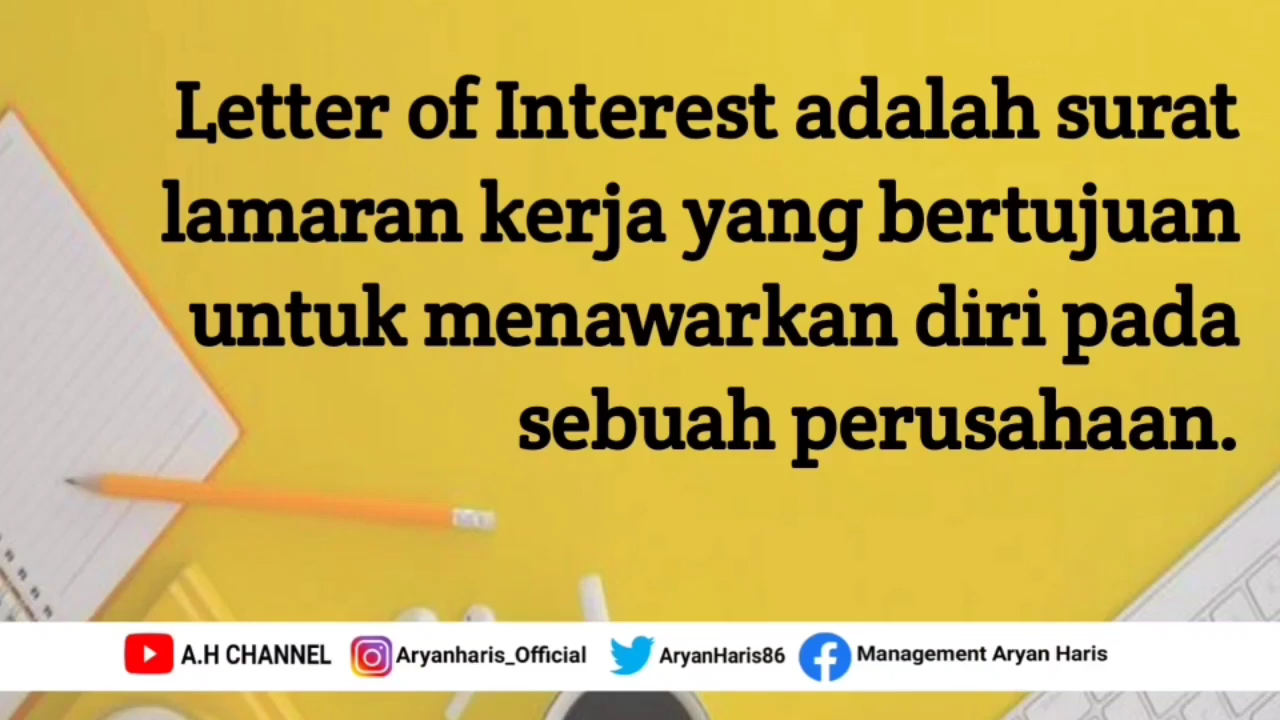 Letter of Interest adalah surat
lamaran kerja yang bertujuan
untuk menawarkan diri pada
sebuah perusahaan.
A.H CHANNEL Aryanharis_Official AryanHaris86 Management Aryan Haris